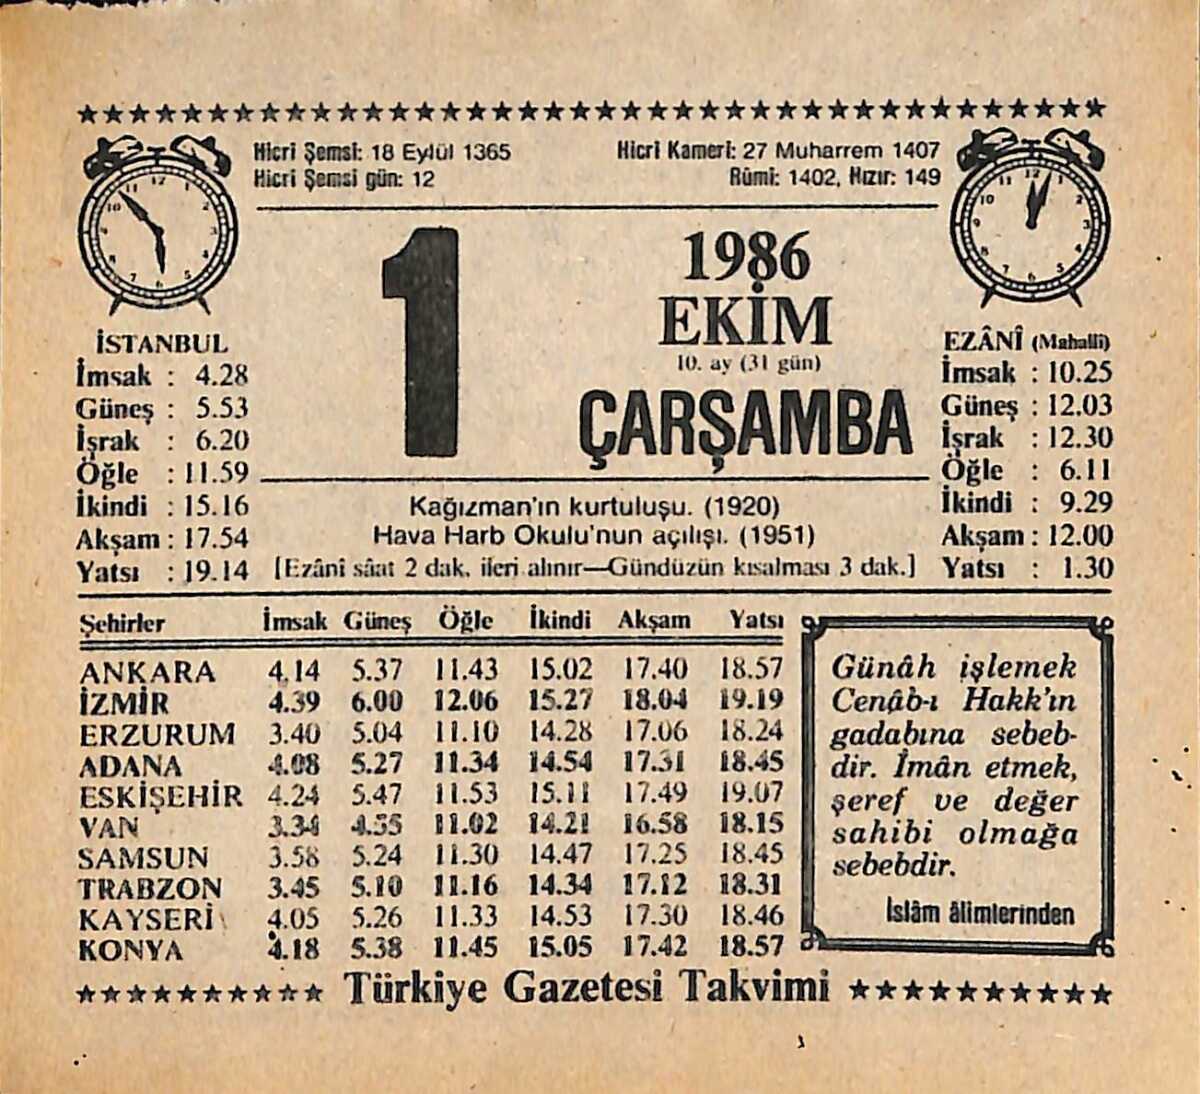 Hicri Şemsi: 18 Eylül 1365
Hicri Şemsi gün: 12
Hicri Kameri: 27 Muharrem 1407
Rûmi: 1402, Hızır: 149
1
1986
EKİM
10. ay (31 gün)
ÇARŞAMBA
İSTANBUL
İmsak : 4.28
Güneş : 5.53
İşrak : 6.20
Öğle : 11.59
İkindi : 15.16
Akşam : 17.54
Yatsı : 19.14
EZÂNÎ (Mahalli)
İmsak : 10.25
Güneş : 12.03
İşrak : 12.30
Öğle : 6.11
İkindi : 9.29
Akşam : 12.00
Yatsı : 1.30
Kağızman'ın kurtuluşu. (1920)
Hava Harb Okulu'nun açılışı. (1951)
[Ezânî sâat 2 dak. ileri alınır—Gündüzün kısalması 3 dak.]
Şehirler İmsak Güneş Öğle İkindi Akşam Yatsı
ANKARA 4.14 5.37 11.43 15.02 17.40 18.57
İZMİR 4.39 6.00 12.06 15.27 18.04 19.19
ERZURUM 3.40 5.04 11.10 14.28 17.06 18.24
ADANA 4.08 5.27 11.34 14.54 17.31 18.45
ESKİŞEHİR 4.24 5.47 11.53 15.11 17.49 19.07
VAN 3.34 4.55 11.02 14.21 16.58 18.15
SAMSUN 3.58 5.24 11.30 14.47 17.25 18.45
TRABZON 3.45 5.10 11.16 14.34 17.12 18.31
KAYSERİ 4.05 5.26 11.33 14.53 17.30 18.46
KONYA 4.18 5.38 11.45 15.05 17.42 18.57
Günâh işlemek
Cenâb-ı Hakk'ın
gadabına sebeb-
dir. Îmân etmek,
şeref ve değer
sahibi olmağa
sebebdir.
İslâm âlimlerinden
Türkiye Gazetesi Takvimi